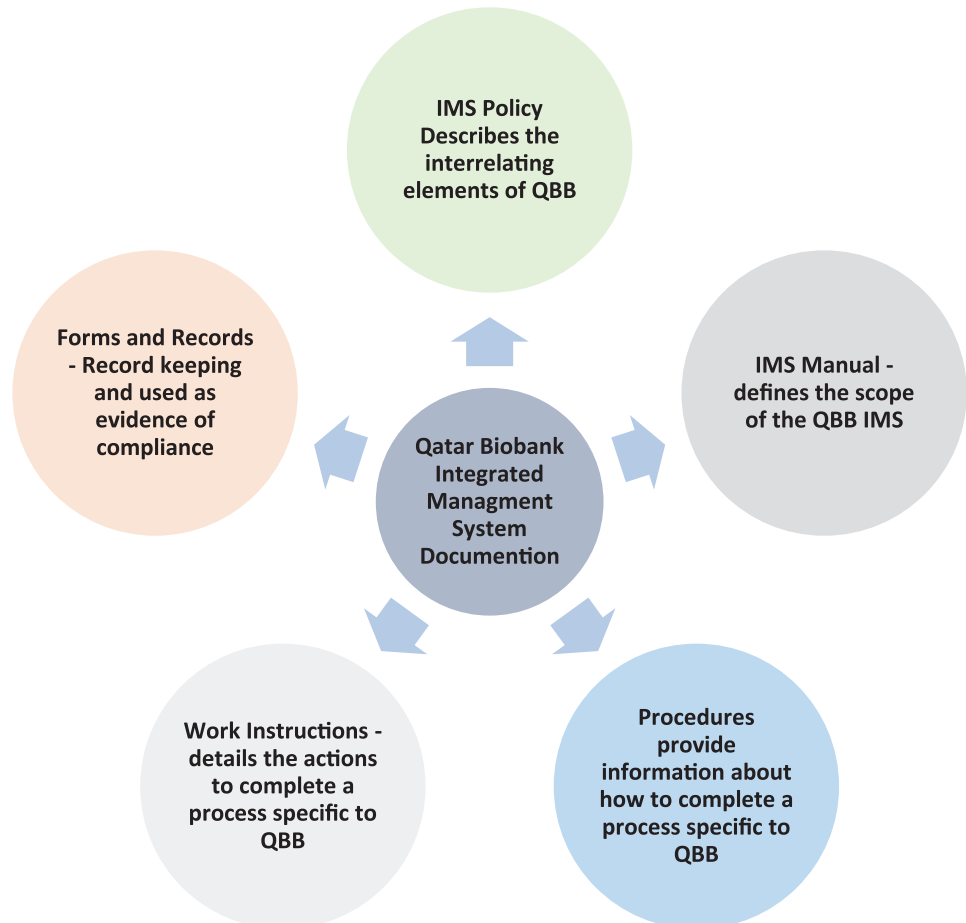 IMS Policy
Describes the
interrelating
elements of QBB
Forms and Records
- Record keeping
and used as
evidence of
compliance
IMS Manual -
defines the scope
of the QBB IMS
Qatar Biobank
Integrated
Managment
System
Documention
Work Instructions -
details the actions
to complete a
process specific to
QBB
Procedures
provide
information about
how to complete a
process specific to
QBB